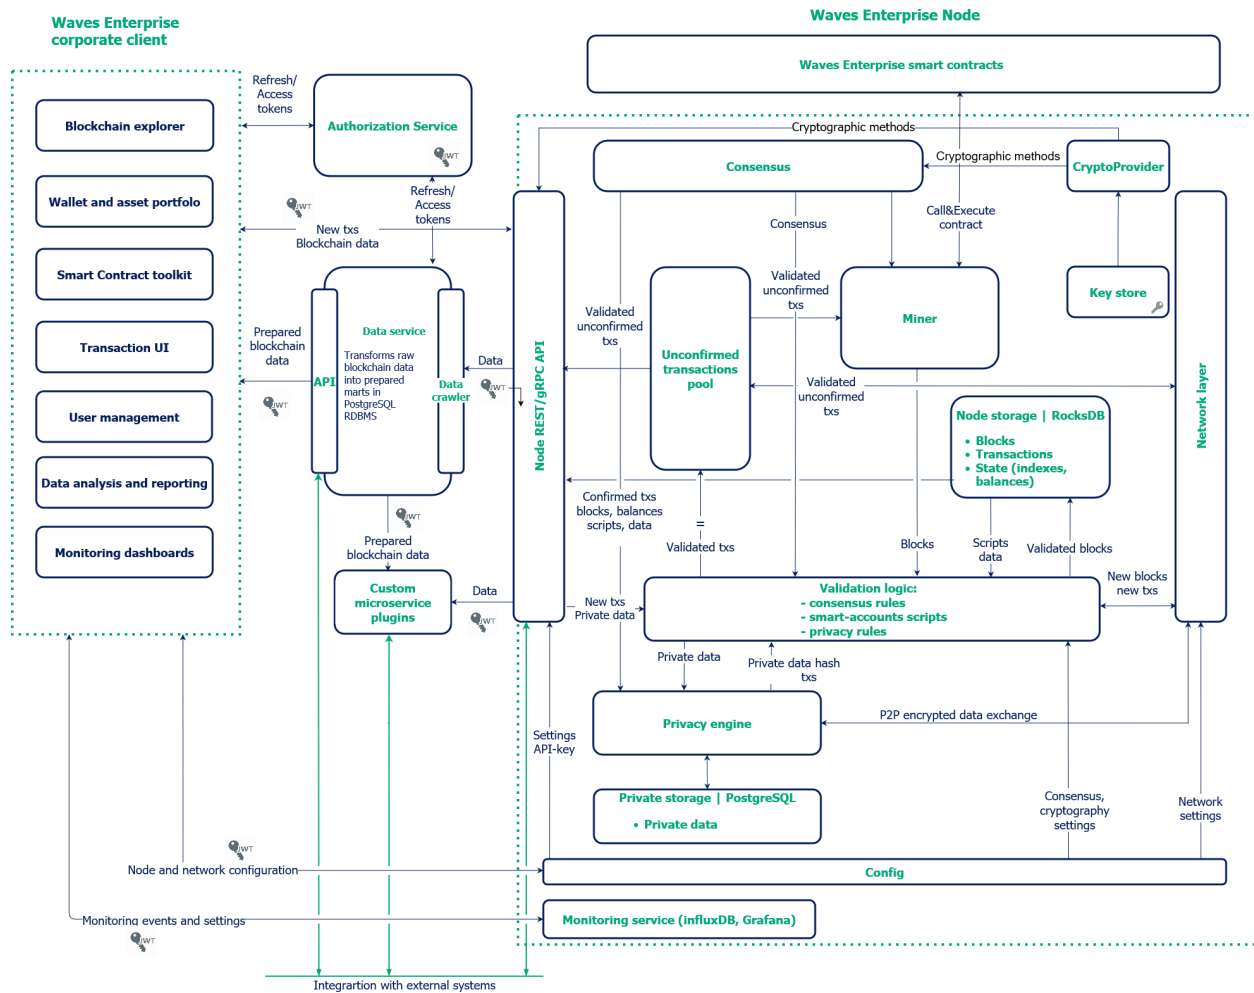 Waves Enterprise
corporate client
Waves Enterprise Node
Waves Enterprise smart contracts
Refresh/
Access
tokens
Blockchain explorer
Authorization Service
JWT
Cryptographic methods
Consensus
Cryptographic methods
CryptoProvider
Wallet and asset portfolo
JWT
New txs
Blockchain data
Refresh/
Access
tokens
Consensus
Call&Execute
contract
Smart Contract toolkit
Key store
Transaction UI
Prepared
blockchain
data
JWT
API
Data service
Transforms raw
blockchain data
into prepared
marts in
PostgreSQL
RDBMS
Data
crawler
Data
JWT
Node REST/gRPC API
Validated
unconfirmed
txs
Unconfirmed
transactions
pool
Validated
unconfirmed
txs
Miner
Validated
unconfirmed
txs
Network layer
User management
Node storage | RocksDB
• Blocks
• Transactions
• State (indexes,
balances)
Data analysis and reporting
Monitoring dashboards
JWT
Prepared
blockchain data
Confirmed txs
blocks, balances
scripts, data
=
Validated txs
Blocks
Scripts
data
Validated blocks
Custom
microservice
plugins
Data
JWT
New txs
Private data
Validation logic:
- consensus rules
- smart-accounts scripts
- privacy rules
New blocks
new txs
Private data
Private data hash
txs
Privacy engine
P2P encrypted data exchange
Settings
API-key
Private storage | PostgreSQL
• Private data
Consensus,
cryptography
settings
Network
settings
JWT
Node and network configuration
Config
Monitoring events and settings
JWT
Monitoring service (influxDB, Grafana)
Integrartion with external systems